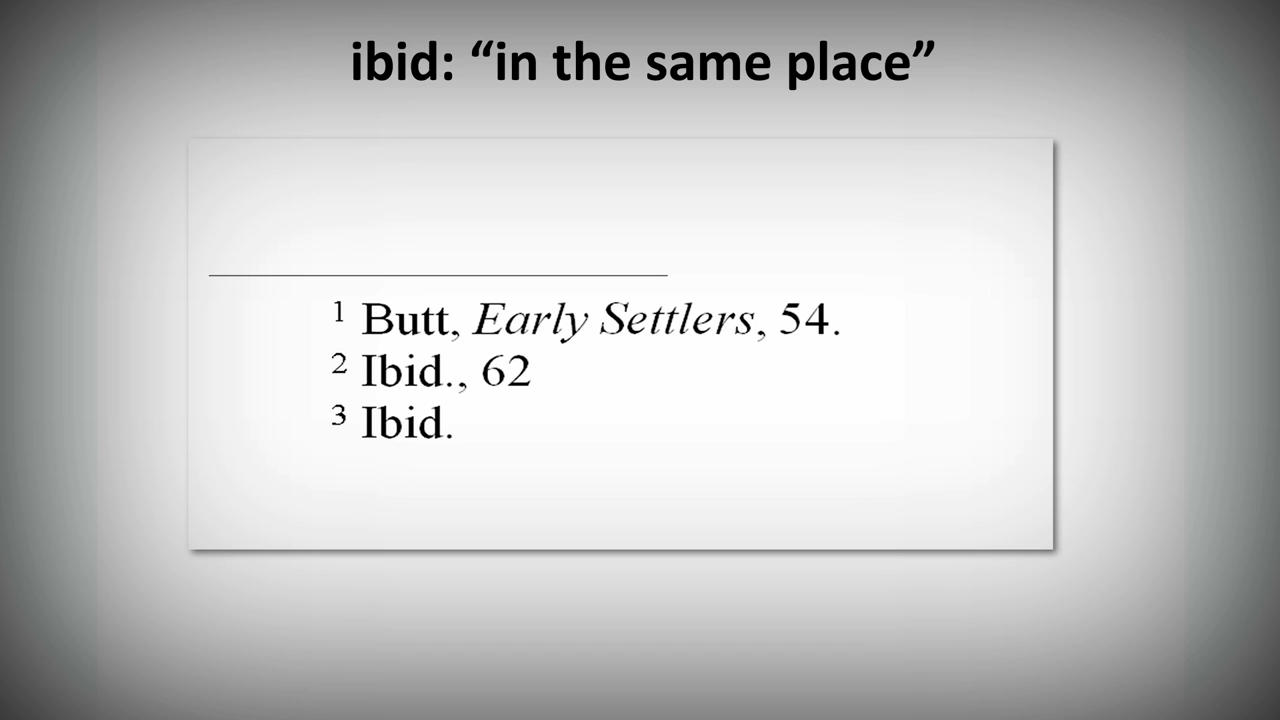 ibid: “in the same place”
¹ Butt, Early Settlers, 54.
² Ibid., 62
³ Ibid.